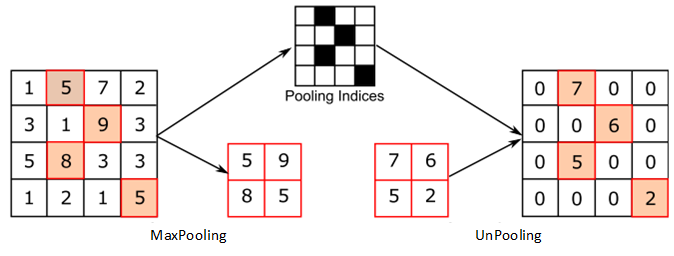 Pooling Indices
1 5 7 2
3 1 9 3
5 8 3 3
1 2 1 5
5 9
8 5
7 6
5 2
0 7 0 0
0 0 6 0
0 5 0 0
0 0 0 2
MaxPooling
UnPooling